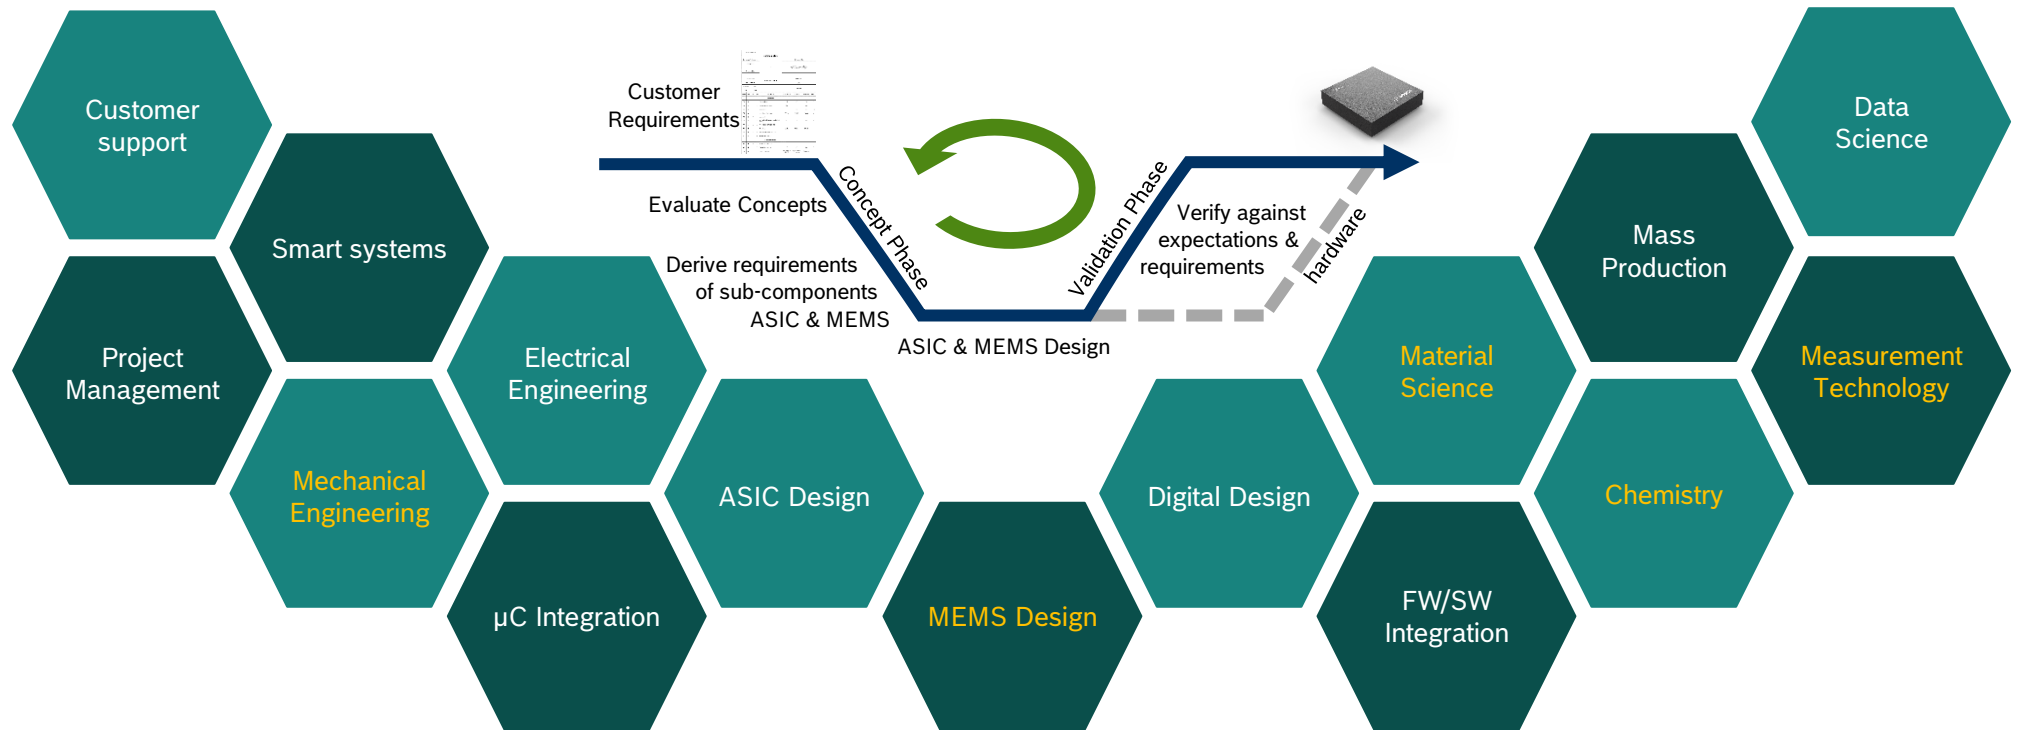 Customer
support
Smart systems
Project
Management
Mechanical
Engineering
Electrical
Engineering
µC Integration
ASIC Design
MEMS Design
Digital Design
Material
Science
FW/SW
Integration
Mass
Production
Chemistry
Data
Science
Measurement
Technology
Customer
Requirements
Evaluate Concepts
Concept Phase
Derive requirements
of sub-components
ASIC & MEMS
ASIC & MEMS Design
Validation Phase
Verify against
expectations &
requirements
hardware